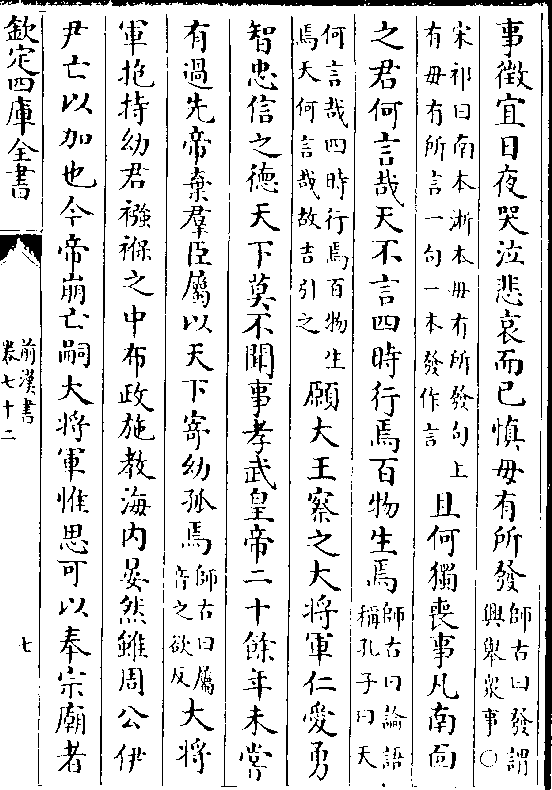 事徵宜日夜哭泣悲哀而已慎毋有所發師古曰發謂興舉衆事○
宋祁曰南本淅本毋有所發句上有毋有所言一句一本發作言且何獨喪事凡南面
之君何言哉天不言四時行焉百物生焉師古曰論語稱孔子曰天
何言哉四時行焉百物生焉天何言哉故吉引之願大王察之大將軍仁愛勇
智忠信之德天下莫不聞事孝武皇帝二十餘年未嘗
有過先帝棄羣臣屬以天下寄幼孤焉師古曰屬音之欲反大將
軍抱持幼君襁褓之中布政施教海内晏然雖周公伊
尹亡以加也今帝崩亡嗣大將軍惟思可以奉宗廟者
欽定四庫全書
前漢書
卷七十二
七